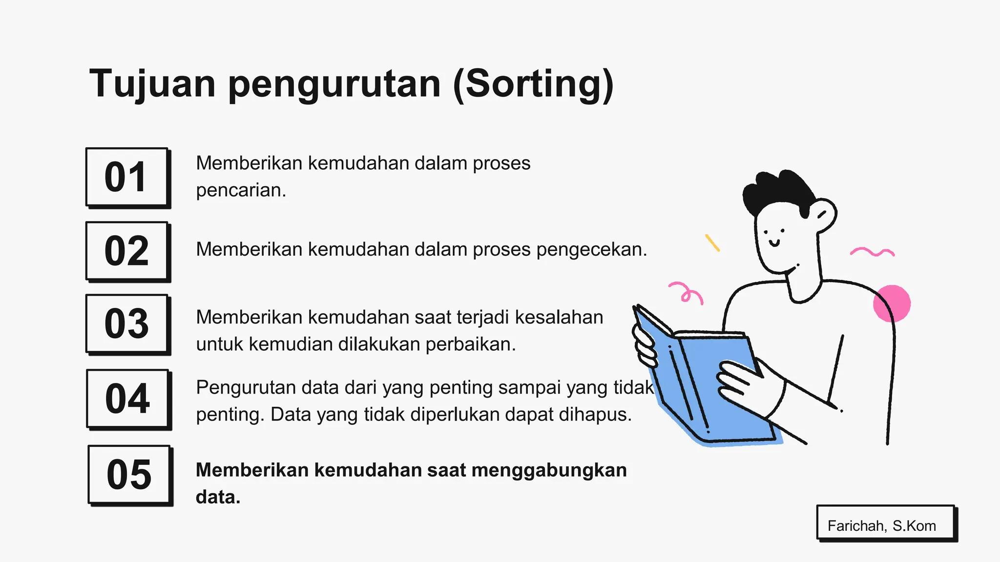 Tujuan pengurutan (Sorting)
01
Memberikan kemudahan dalam proses
pencarian.
02
Memberikan kemudahan dalam proses pengecekan.
03
Memberikan kemudahan saat terjadi kesalahan
untuk kemudian dilakukan perbaikan.
04
Pengurutan data dari yang penting sampai yang tidak
penting. Data yang tidak diperlukan dapat dihapus.
05
Memberikan kemudahan saat menggabungkan
data.
Farichah, S.Kom